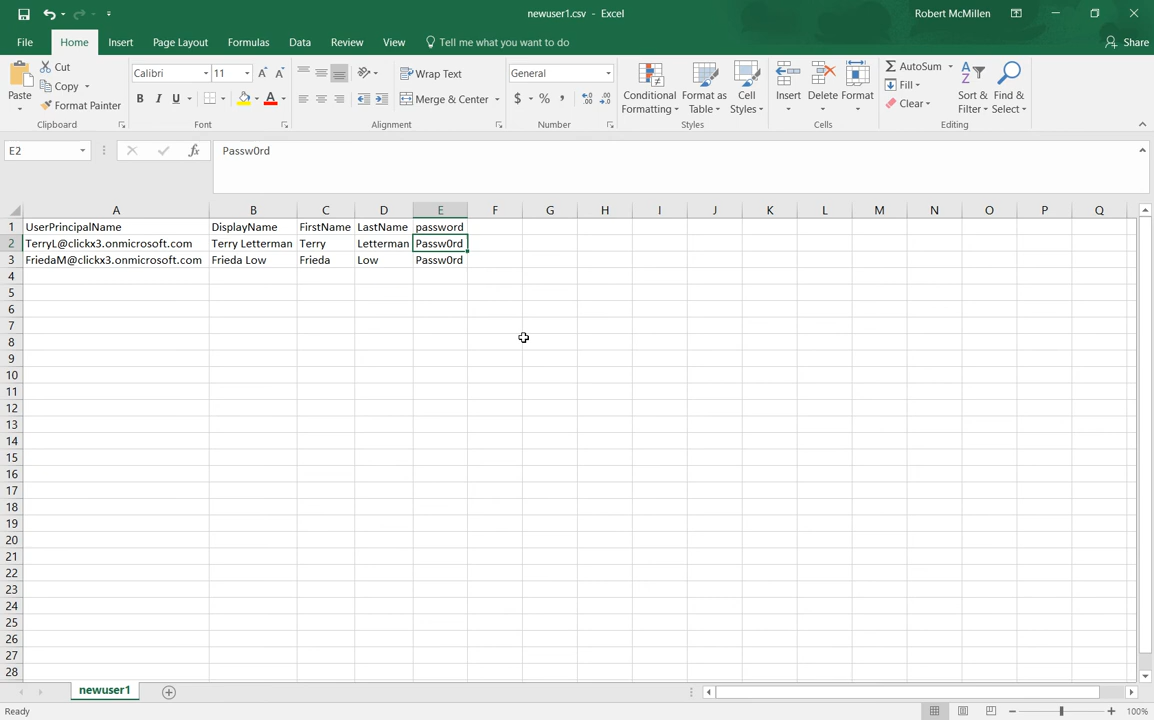 newuser1.csv - Excel
Robert McMillen
File Home Insert Page Layout Formulas Data Review View Tell me what you want to do Share
Paste
Cut
Copy
Format Painter
Clipboard
Calibri 11
B I U
A
Font
Wrap Text
Merge & Center
Alignment
General
$ % ,
Number
Conditional Formatting
Format as Table
Cell Styles
Styles
Insert Delete Format
Cells
AutoSum
Fill
Clear
Sort & Filter
Find & Select
Editing
E2 fx Passw0rd
A B C D E F G H I J K L M N O P Q
1 UserPrincipalName DisplayName FirstName LastName password
2 TerryL@clickx3.onmicrosoft.com Terry Letterman Terry Letterman Passw0rd
3 FriedaM@clickx3.onmicrosoft.com Frieda Low Frieda Low Passw0rd
4
5
6
7
8
9
10
11
12
13
14
15
16
17
18
19
20
21
22
23
24
25
26
27
28
newuser1
Ready
100%